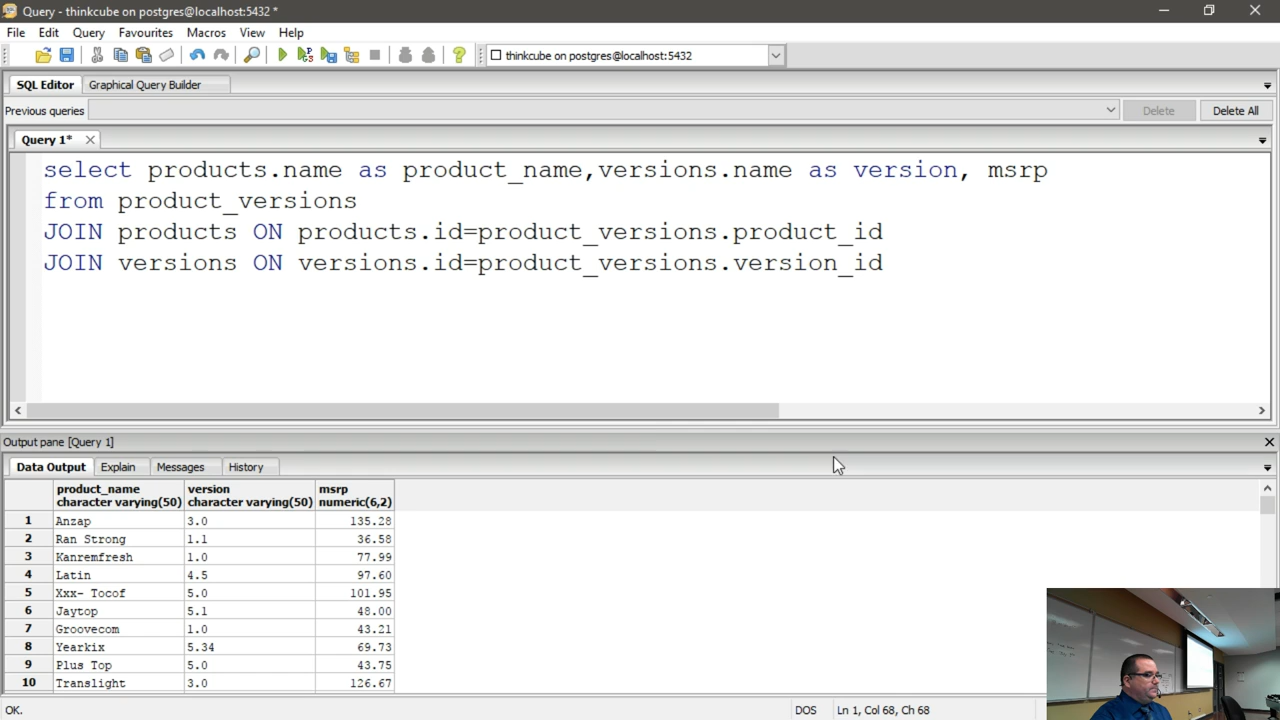 Query - thinkcube on postgres@localhost:5432 *
File Edit Query Favourites Macros View Help
thinkcube on postgres@localhost:5432
SQL Editor Graphical Query Builder
Previous queries Delete Delete All
Query 1*
select products.name as product_name,versions.name as version, msrp
from product_versions
JOIN products ON products.id=product_versions.product_id
JOIN versions ON versions.id=product_versions.version_id
Output pane [Query 1]
Data Output Explain Messages History
product_name version msrp
character varying(50) character varying(50) numeric(6,2)
1 Anzap 3.0 135.28
2 Ran Strong 1.1 36.58
3 Kanremfresh 1.0 77.99
4 Latin 4.5 97.60
5 Xxx- Tocof 5.0 101.95
6 Jaytop 5.1 48.00
7 Groovecom 1.0 43.21
8 Yearkix 5.34 69.73
9 Plus Top 5.0 43.75
10 Translight 3.0 126.67
OK. DOS Ln 1, Col 68, Ch 68